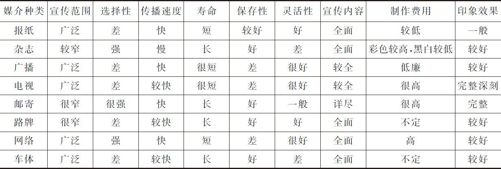 媒介种类 宣传范围 选择性 传播速度 寿命 保存性 灵活性 宣传内容 制作费用 印象效果
报纸 广泛 差 快 短 较好 好 全面 较低 一般
杂志 较窄 强 慢 长 好 差 全面 彩色较高,黑白较低 较好
广播 广泛 差 快 很短 差 很好 较全 低廉 较好
电视 广泛 差 较快 很短 差 很好 较全 很高 完整深刻
邮寄 很窄 很强 快 长 好 一般 详尽 很高 完整
路牌 很窄 差 较快 长 好 好 全面 不定 较好
网络 广泛 强 快 短 差 很好 全面 高 较好
车体 广泛 差 较快 长 好 差 全面 不定 较好